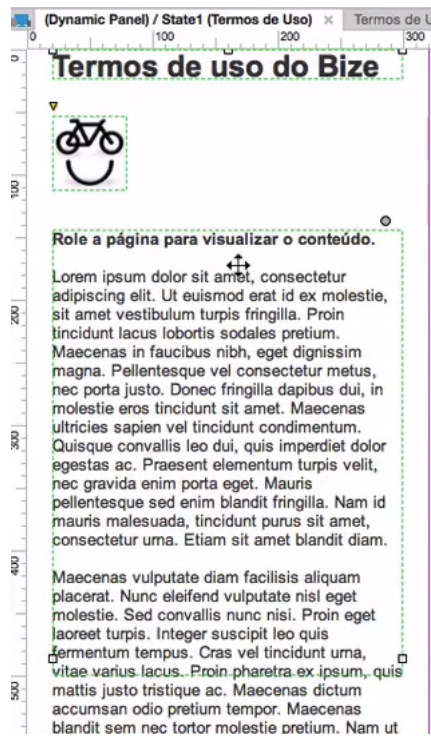 (Dynamic Panel) / State1 (Termos de Uso) × Termos de U
0 100 200 300
0
Termos de uso do Bize
100
Role a página para visualizar o conteúdo.
Lorem ipsum dolor sit amet, consectetur
adipiscing elit. Ut euismod erat id ex molestie,
200
sit amet vestibulum turpis fringilla. Proin
tincidunt lacus lobortis sodales pretium.
Maecenas in faucibus nibh, eget dignissim
magna. Pellentesque vel consectetur metus,
nec porta justo. Donec fringilla dapibus dui, in
molestie eros tincidunt sit amet. Maecenas
ultricies sapien vel tincidunt condimentum.
300
Quisque convallis leo dui, quis imperdiet dolor
egestas ac. Praesent elementum turpis velit,
nec gravida enim porta eget. Mauris
pellentesque sed enim blandit fringilla. Nam id
mauris malesuada, tincidunt purus sit amet,
consectetur urna. Etiam sit amet blandit diam.
400
Maecenas vulputate diam facilisis aliquam
placerat. Nunc eleifend vulputate nisl eget
molestie. Sed convallis nunc nisi. Proin eget
laoreet turpis. Integer suscipit leo quis
fermentum tempus. Cras vel tincidunt urna,
vitae varius lacus. Proin pharetra ex ipsum, quis
500
mattis justo tristique ac. Maecenas dictum
accumsan odio pretium tempor. Maecenas
blandit sem nec tortor molestie pretium. Nam ut